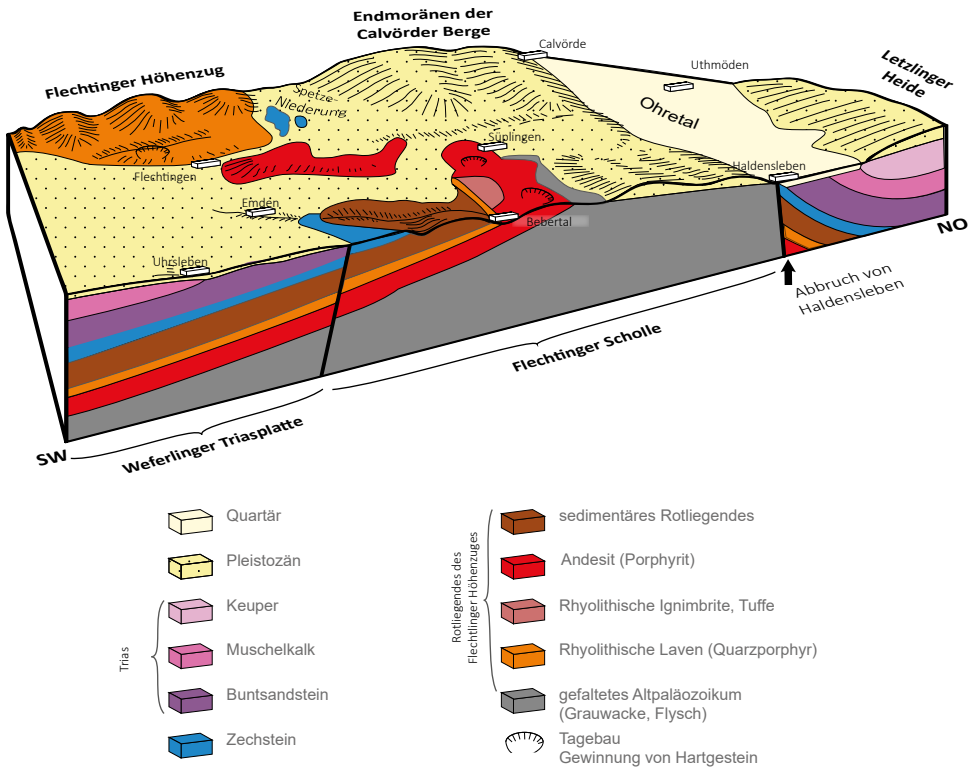 Endmoränen der
Calvörder Berge
Flechtinger Höhenzug
Calvörde
Uthmöden
Letzlinger
Heide
Spetze-
Niederung
Ohretal
Süplingen
Flechtingen
Haldensleben
Emden
Bebertal
Uhrsleben
NO
Abbruch von
Haldensleben
Flechtinger Scholle
Weferlinger Triasplatte
SW
Quartär
Pleistozän
Trias
Keuper
Muschelkalk
Buntsandstein
Zechstein
Rotliegendes des
Flechtlinger Höhenzuges
sedimentäres Rotliegendes
Andesit (Porphyrit)
Rhyolithische Ignimbrite, Tuffe
Rhyolithische Laven (Quarzporphyr)
gefaltetes Altpaläozoikum
(Grauwacke, Flysch)
Tagebau
Gewinnung von Hartgestein